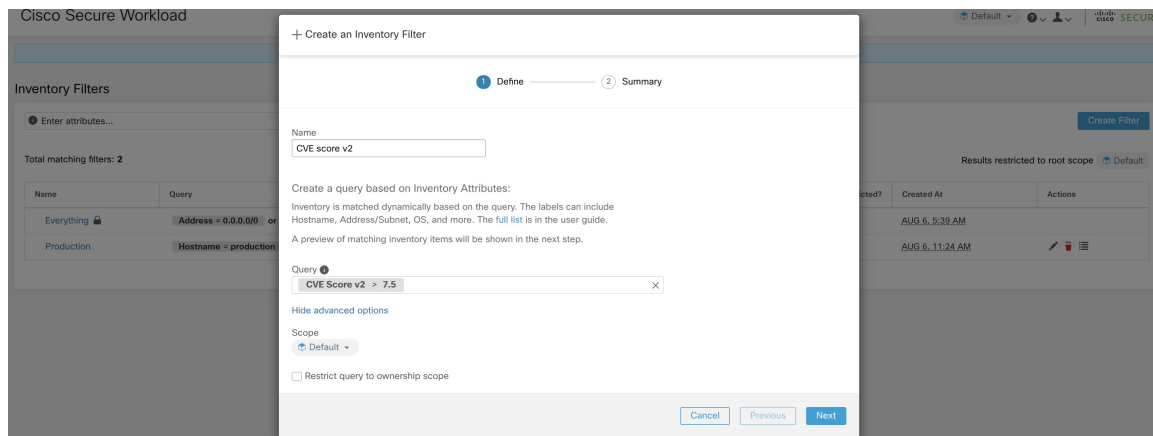 Cisco Secure Workload
Default
cisco SECUR
+ Create an Inventory Filter
1 Define
2 Summary
Inventory Filters
Enter attributes...
Create Filter
Total matching filters: 2
Results restricted to root scope Default
Name Query icted? Created At Actions
Everything Address = 0.0.0.0/0 or AUG 6, 5:39 AM
Production Hostname = production AUG 6, 11:24 AM
Name
CVE score v2
Create a query based on Inventory Attributes:
Inventory is matched dynamically based on the query. The labels can include
Hostname, Address/Subnet, OS, and more. The full list is in the user guide.
A preview of matching inventory items will be shown in the next step.
Query
CVE Score v2 > 7.5
Hide advanced options
Scope
Default
Restrict query to ownership scope
Cancel Previous Next